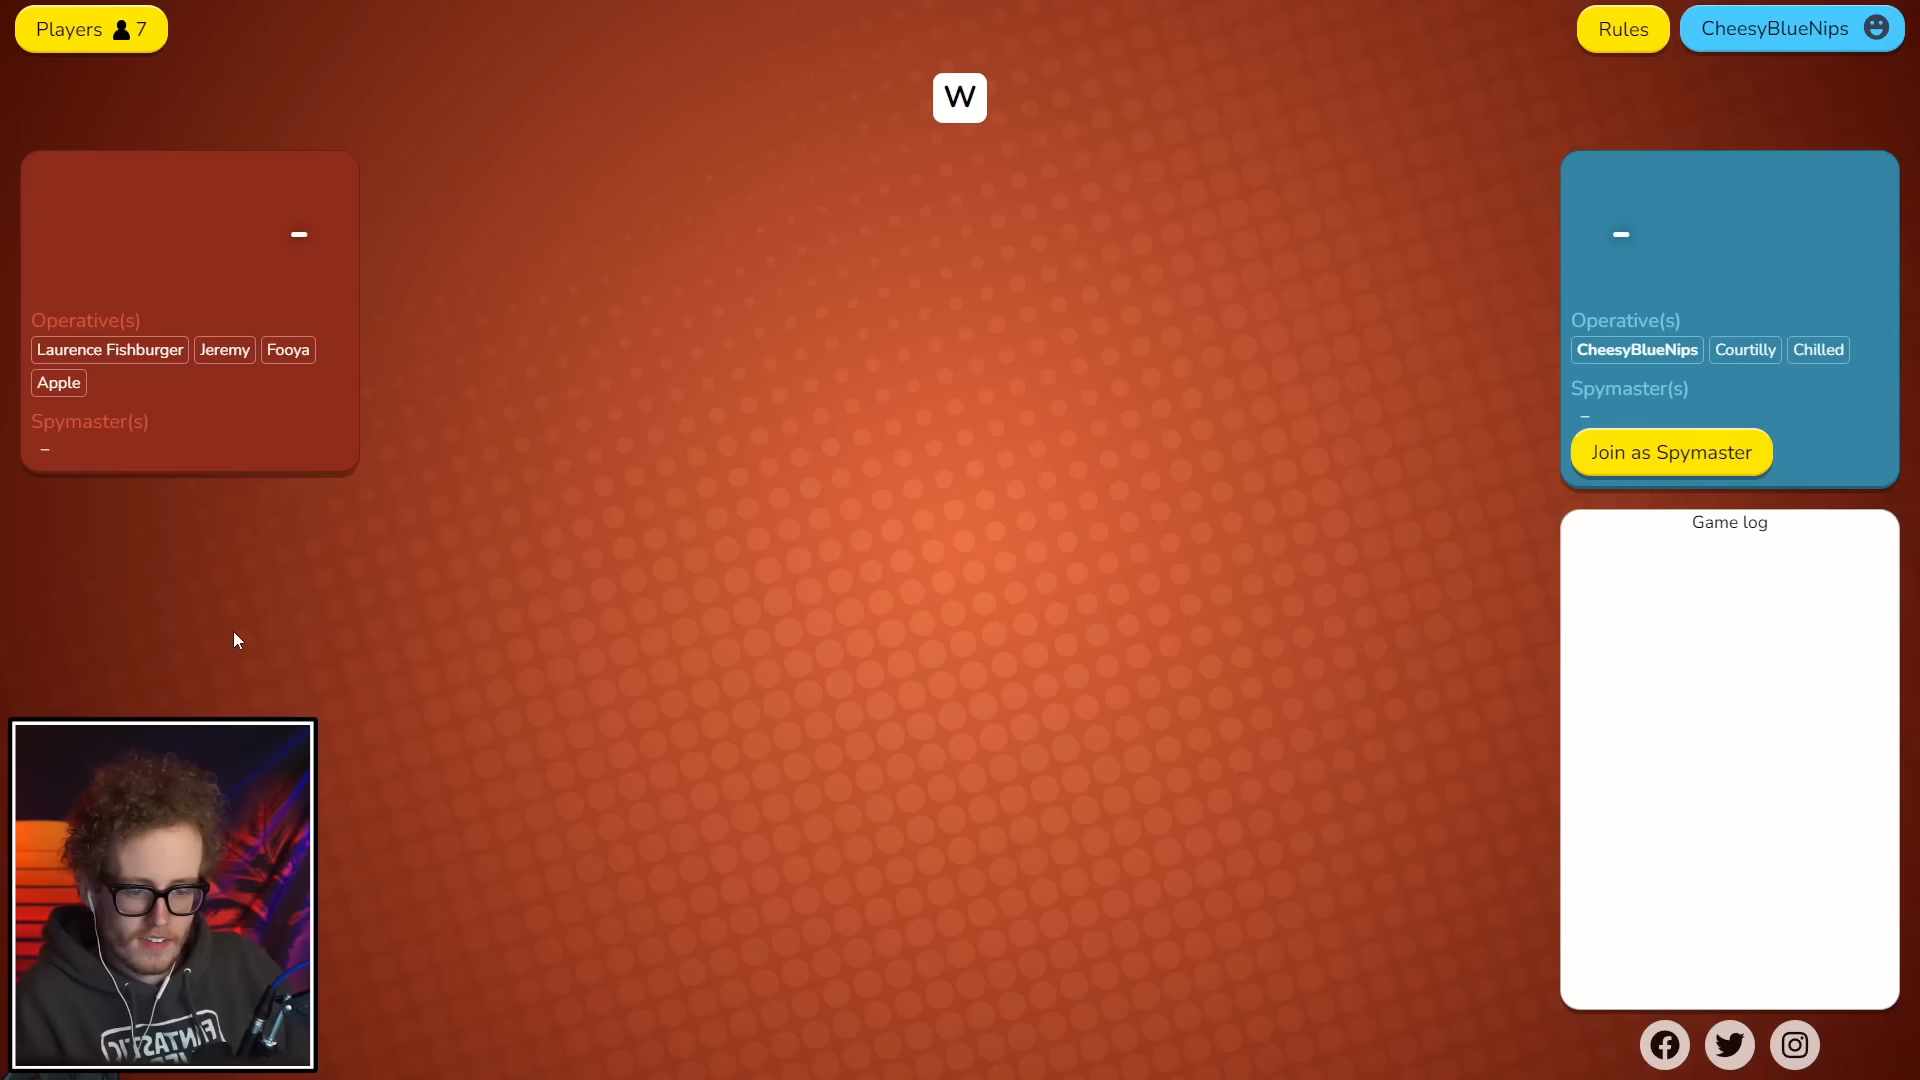 Players 7
Rules
CheesyBlueNips
W
-
Operative(s)
Laurence Fishburger
Jeremy
Fooya
Apple
Spymaster(s)
–
-
Operative(s)
CheesyBlueNips
Courtilly
Chilled
Spymaster(s)
–
Join as Spymaster
Game log